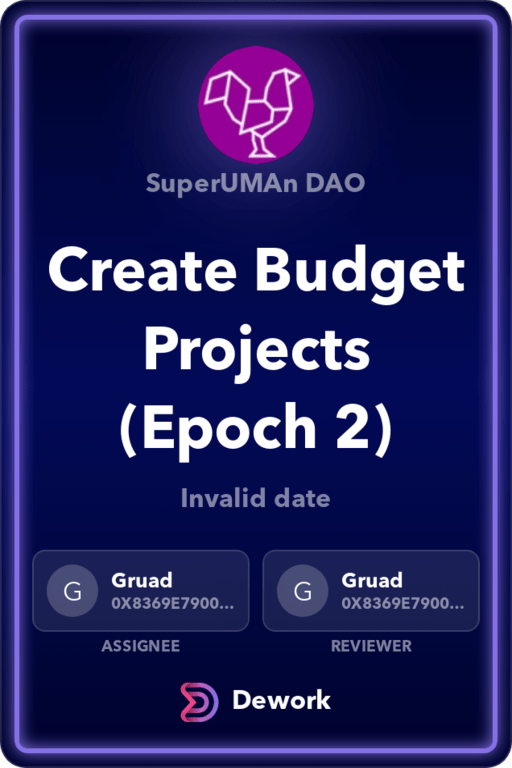 SuperUMAn DAO
Create Budget
Projects
(Epoch 2)
Invalid date
G Gruad
0X8369E7900...
G Gruad
0X8369E7900...
ASSIGNEE
REVIEWER
Dework